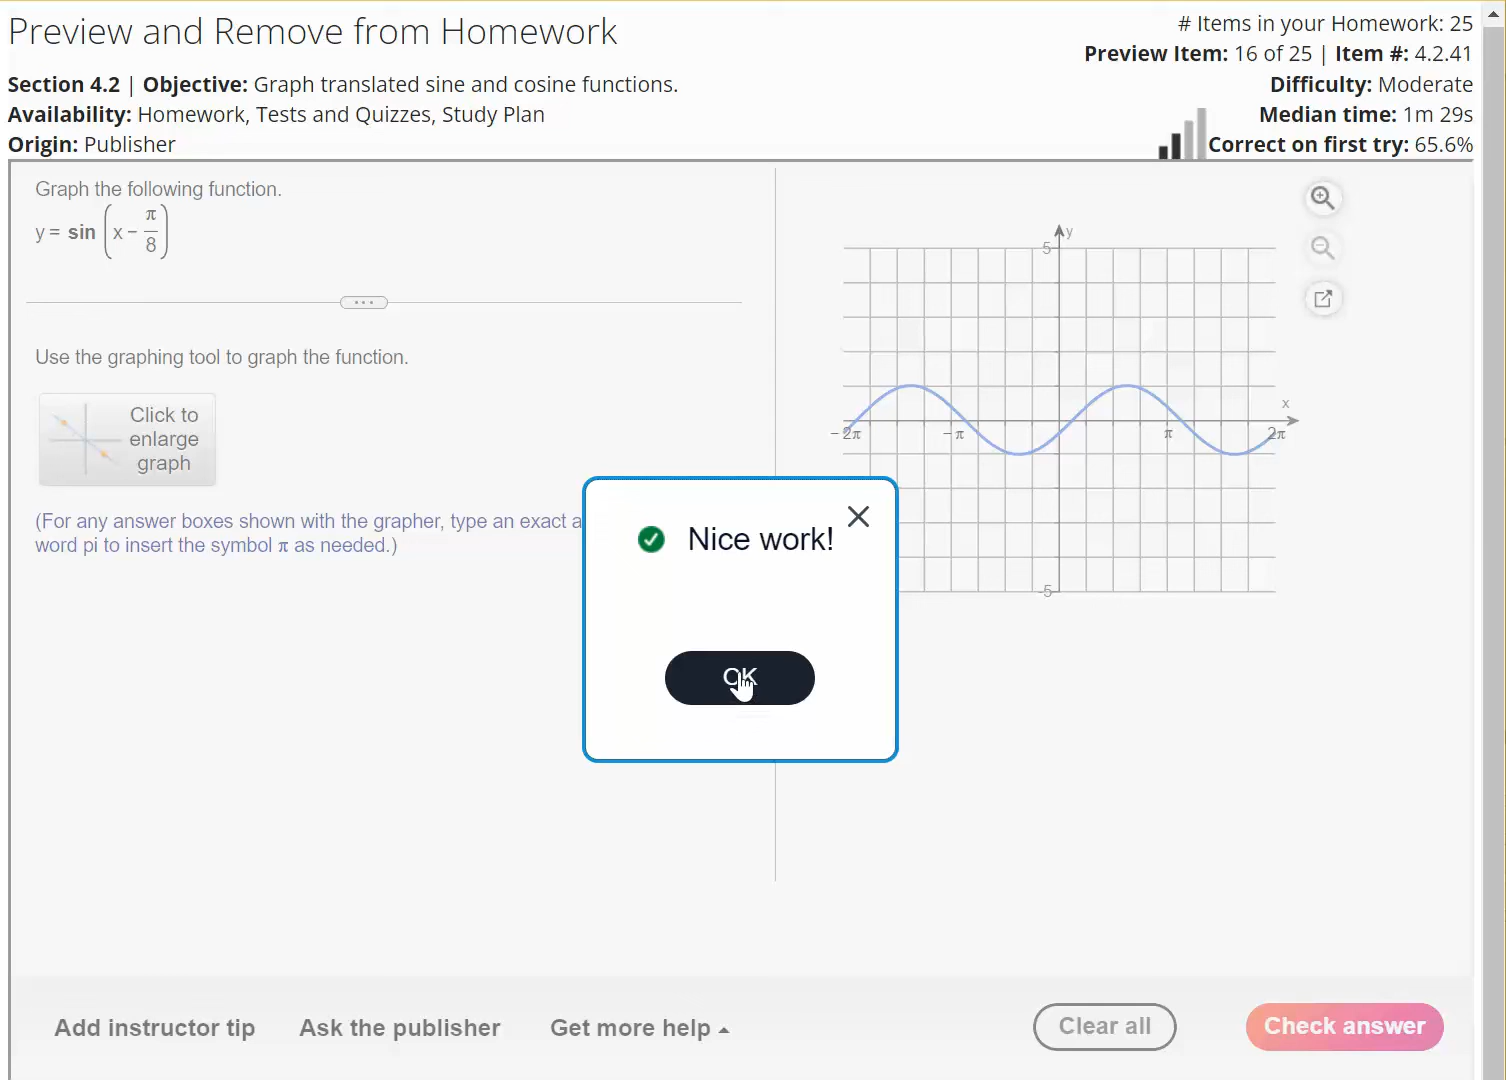 Preview and Remove from Homework
# Items in your Homework: 25
Preview Item: 16 of 25 | Item #: 4.2.41
Section 4.2 | Objective: Graph translated sine and cosine functions.
Difficulty: Moderate
Availability: Homework, Tests and Quizzes, Study Plan
Median time: 1m 29s
Origin: Publisher
Correct on first try: 65.6%
Graph the following function.
y = sin (x − π/8)
Use the graphing tool to graph the function.
Click to
enlarge
graph
(For any answer boxes shown with the grapher, type an exact a
word pi to insert the symbol π as needed.)
y
5
x
−2π
−π
π
2π
-5
Nice work!
OK
Add instructor tip
Ask the publisher
Get more help
Clear all
Check answer